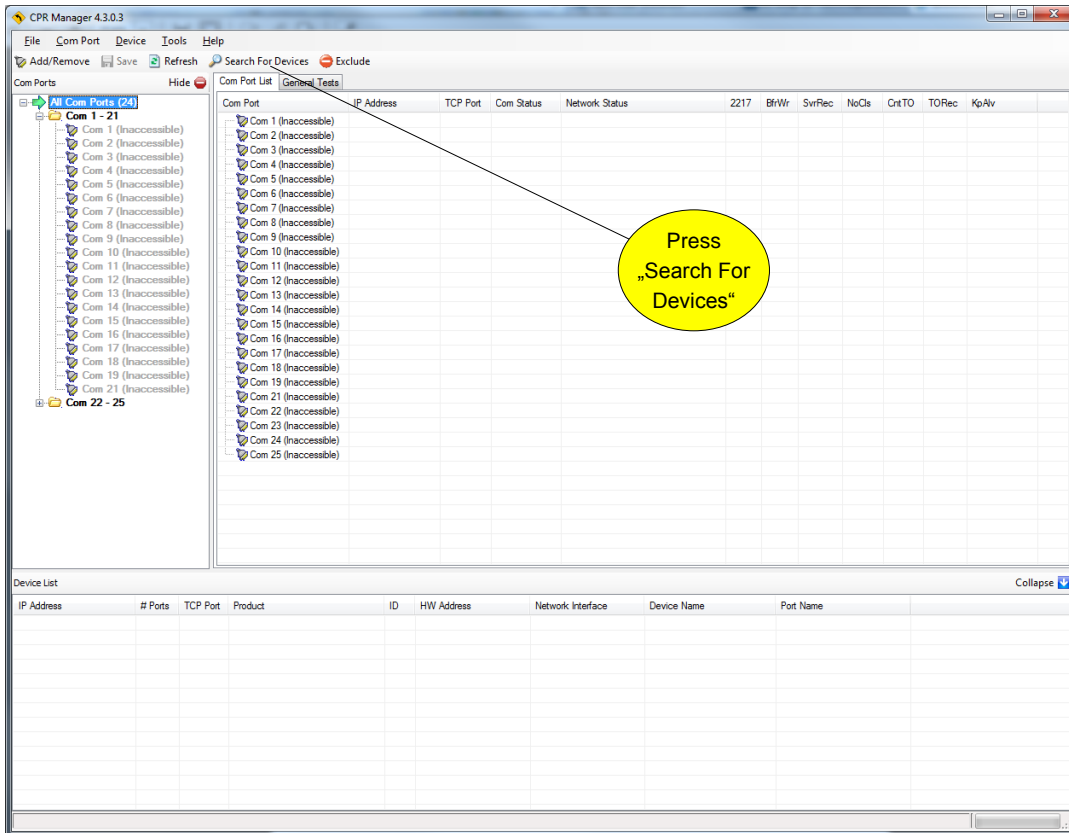 CPR Manager 4.3.0.3
File Com Port Device Tools Help
Add/Remove Save Refresh Search For Devices Exclude
Com Ports Hide
All Com Ports (24)
Com 1 - 21
Com 1 (Inaccessible)
Com 2 (Inaccessible)
Com 3 (Inaccessible)
Com 4 (Inaccessible)
Com 5 (Inaccessible)
Com 6 (Inaccessible)
Com 7 (Inaccessible)
Com 8 (Inaccessible)
Com 9 (Inaccessible)
Com 10 (Inaccessible)
Com 11 (Inaccessible)
Com 12 (Inaccessible)
Com 13 (Inaccessible)
Com 14 (Inaccessible)
Com 15 (Inaccessible)
Com 16 (Inaccessible)
Com 17 (Inaccessible)
Com 18 (Inaccessible)
Com 19 (Inaccessible)
Com 21 (Inaccessible)
Com 22 - 25
Com Port List General Tests
Com Port IP Address TCP Port Com Status Network Status 2217 BfrWr SvrRec NoCls CntTO TORec KpAlv
Com 1 (Inaccessible)
Com 2 (Inaccessible)
Com 3 (Inaccessible)
Com 4 (Inaccessible)
Com 5 (Inaccessible)
Com 6 (Inaccessible)
Com 7 (Inaccessible)
Com 8 (Inaccessible)
Com 9 (Inaccessible)
Com 10 (Inaccessible)
Com 11 (Inaccessible)
Com 12 (Inaccessible)
Com 13 (Inaccessible)
Com 14 (Inaccessible)
Com 15 (Inaccessible)
Com 16 (Inaccessible)
Com 17 (Inaccessible)
Com 18 (Inaccessible)
Com 19 (Inaccessible)
Com 21 (Inaccessible)
Com 22 (Inaccessible)
Com 23 (Inaccessible)
Com 24 (Inaccessible)
Com 25 (Inaccessible)
Press
„Search For
Devices“
Device List Collapse
IP Address # Ports TCP Port Product ID HW Address Network Interface Device Name Port Name